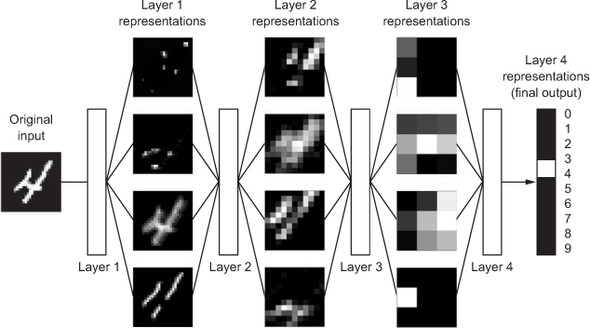 Layer 1
representations
Layer 2
representations
Layer 3
representations
Layer 4
representations
(final output)
Original
input
0
1
2
3
4
5
6
7
8
9
Layer 1
Layer 2
Layer 3
Layer 4
4